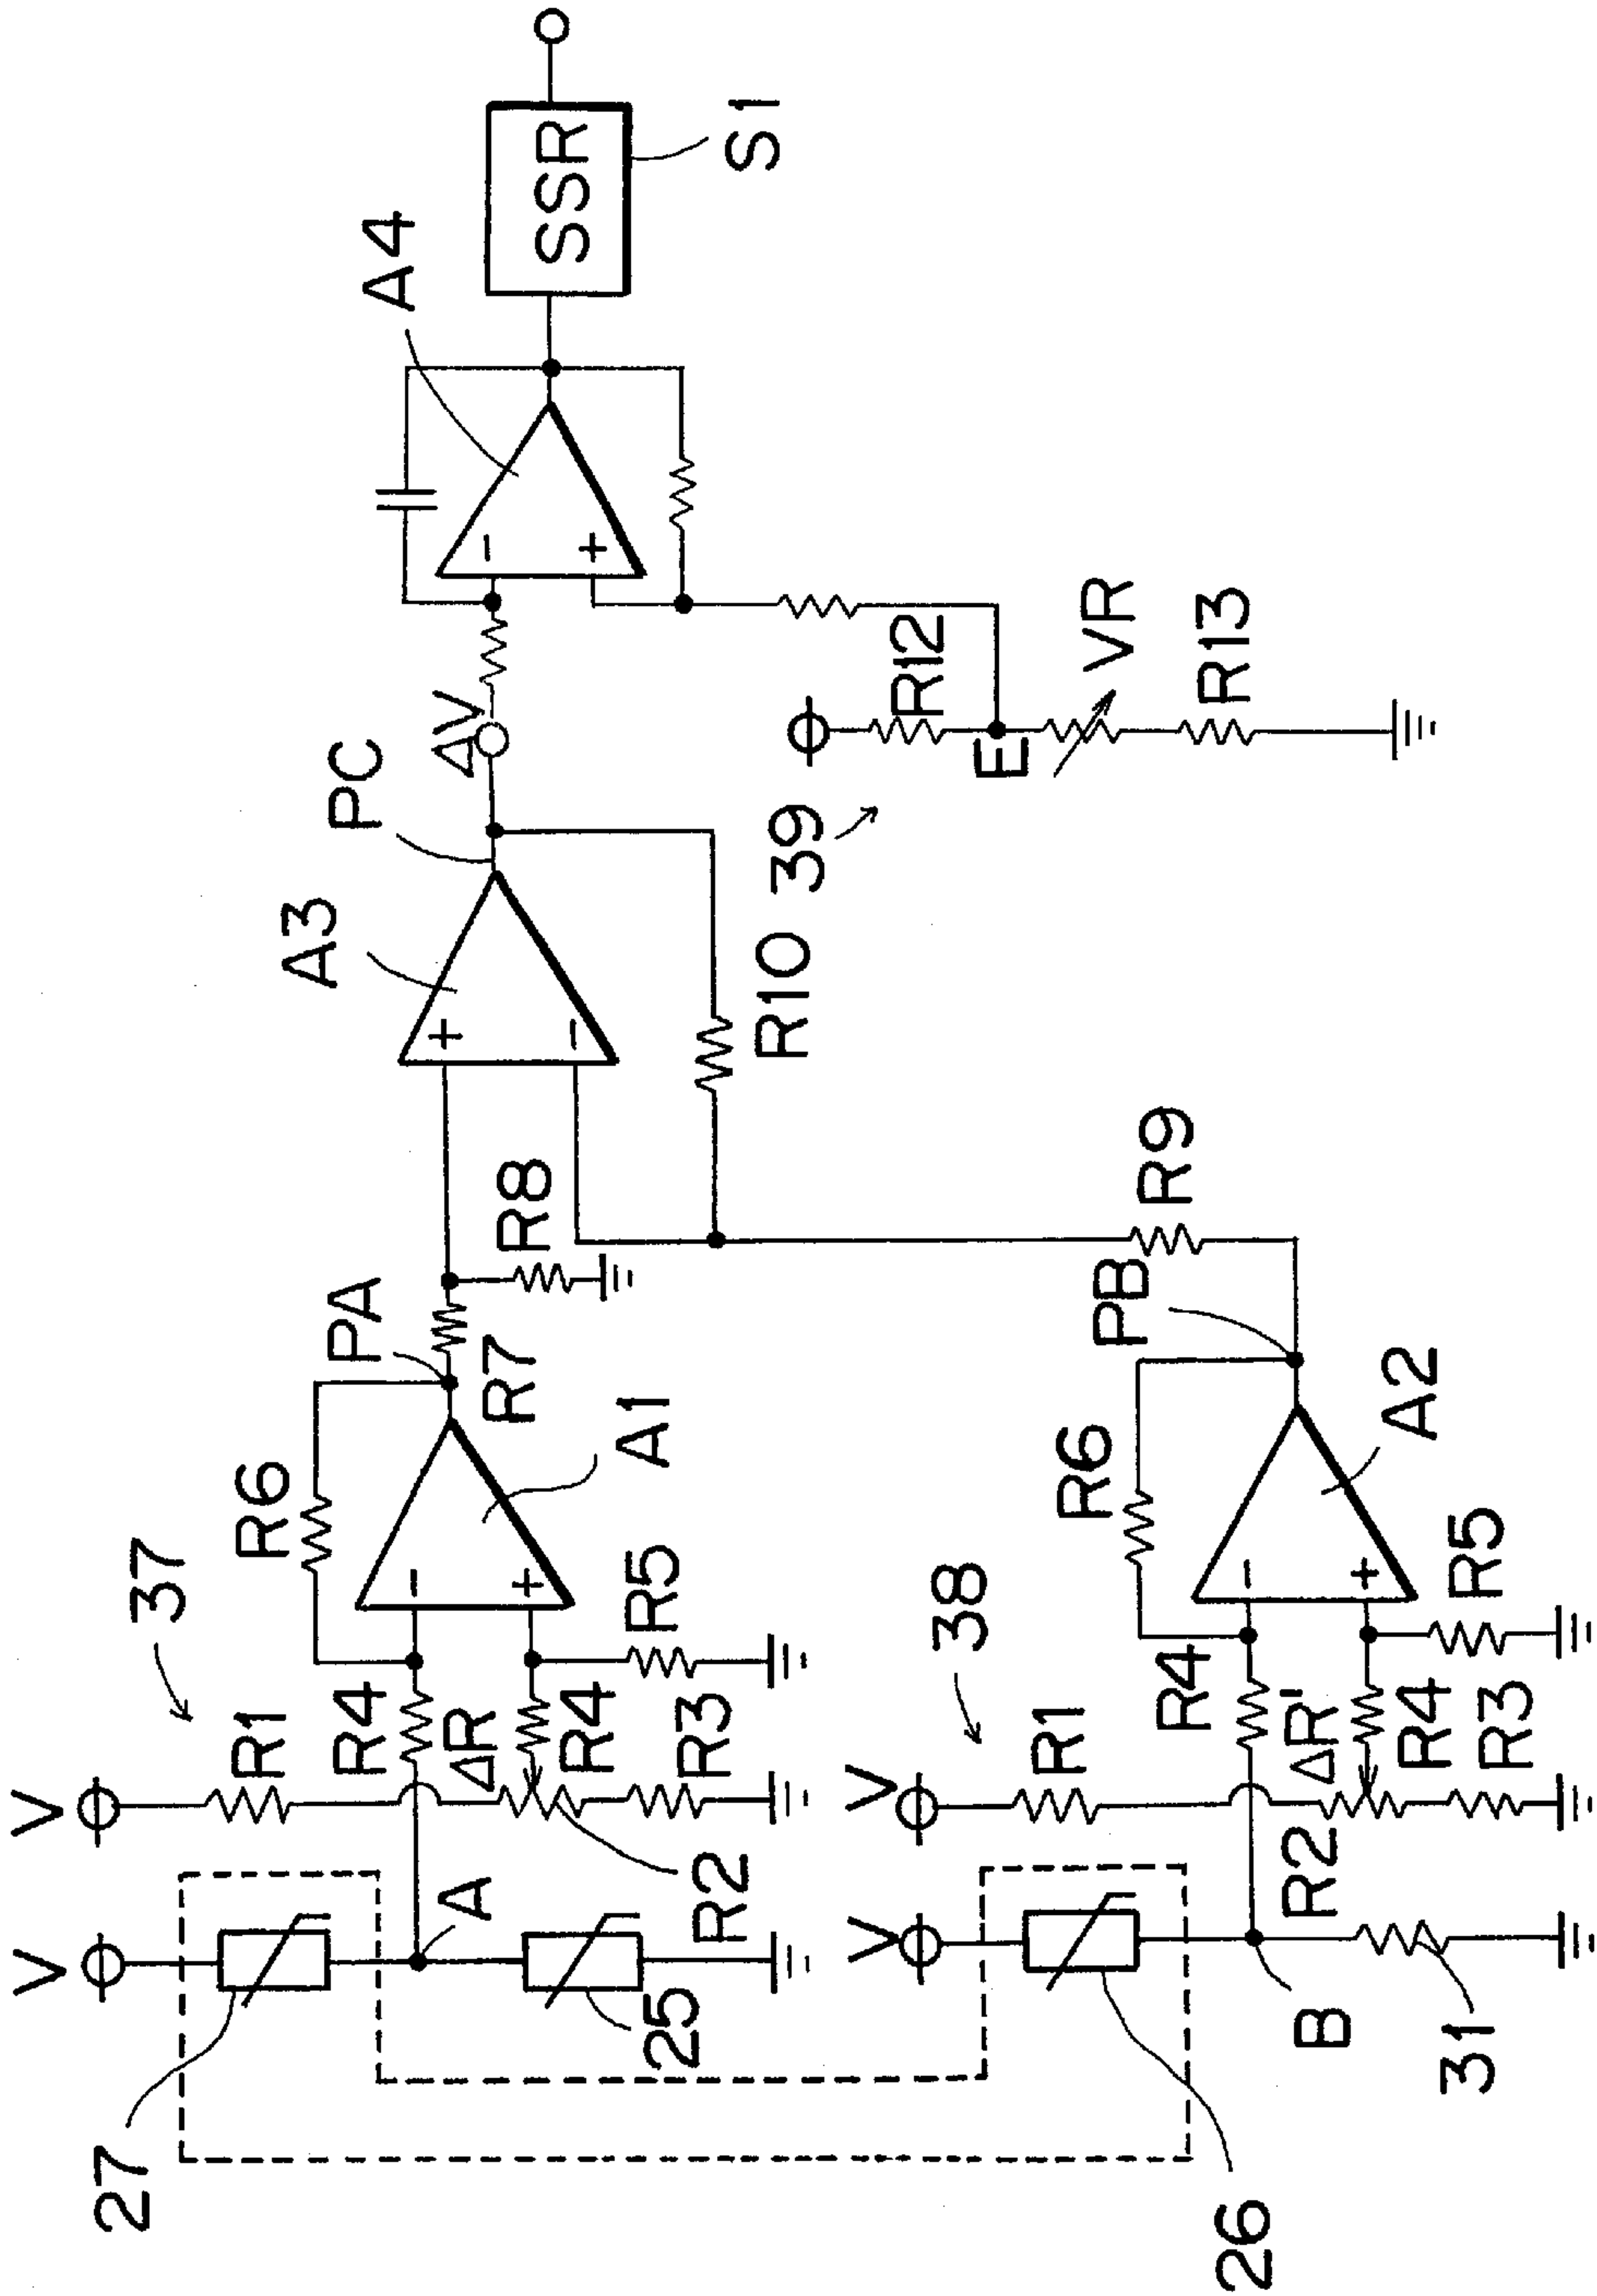 V
V
27
A
25
R2
37
R1
R4
ΔR
R4
R3
R6
-
+
R5
A1
PA
R7
R8
A3
+
-
PC
R10
ΔV
-
+
A4
SSR
S1
39
R12
E
VR
R13
V
V
26
B
31
R2
38
R1
R4
ΔR'
R4
R3
R6
-
+
R5
A2
PB
R9